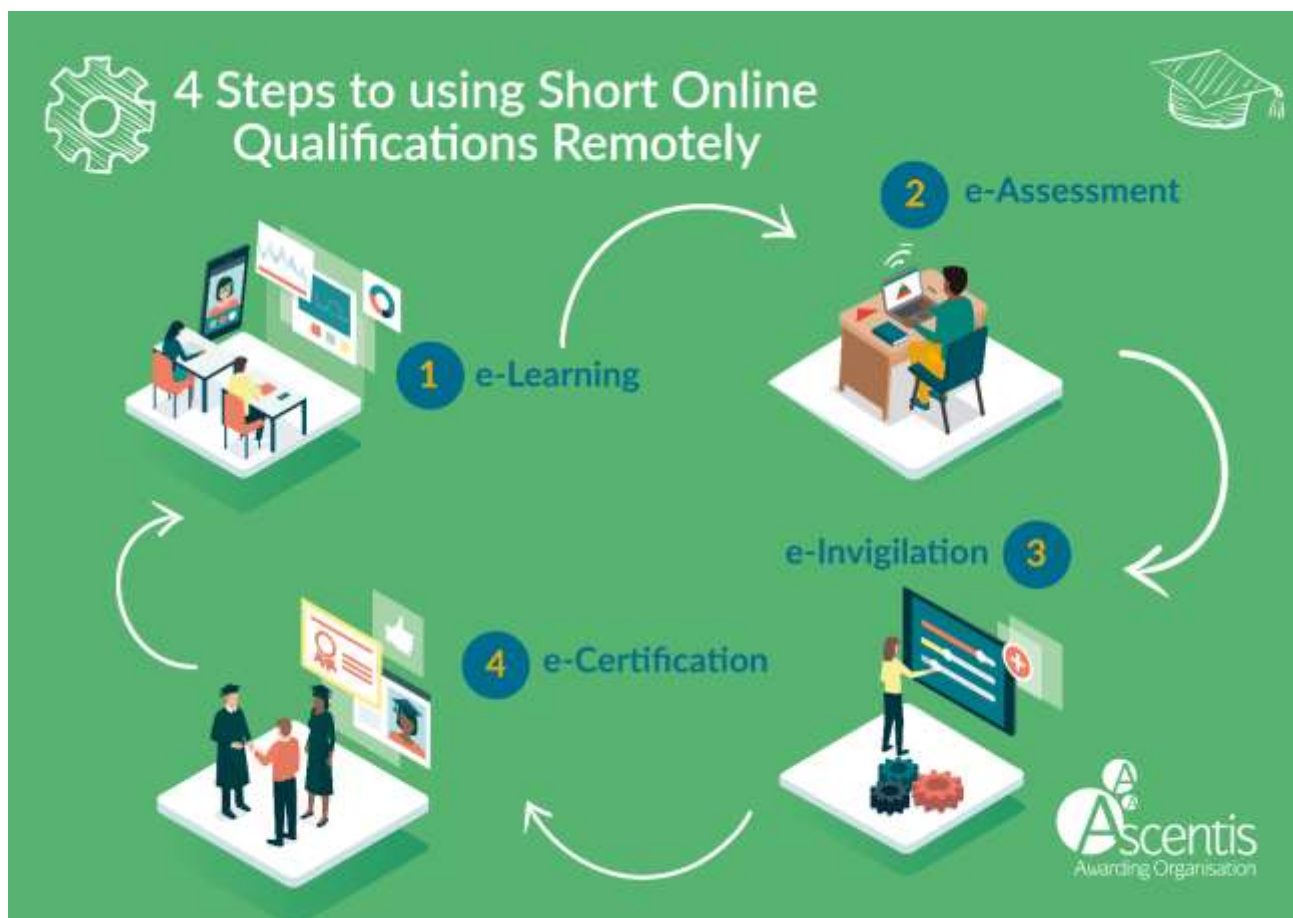 4 Steps to using Short Online
Qualifications Remotely
1 e-Learning
2 e-Assessment
e-Invigilation 3
4 e-Certification
A
A
Ascentis
Awarding Organisation